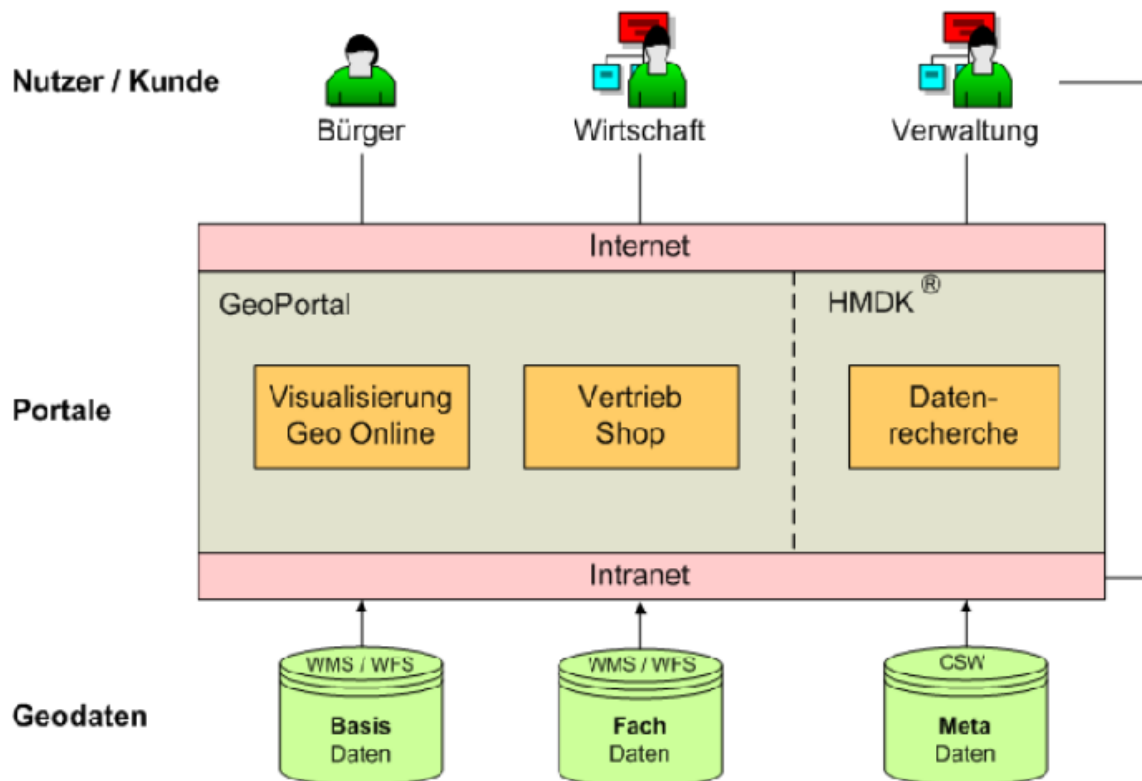 Nutzer / Kunde
Bürger
Wirtschaft
Verwaltung
Internet
GeoPortal
HMDK ®
Portale
Visualisierung
Geo Online
Vertrieb
Shop
Daten-
recherche
Intranet
Geodaten
WMS / WFS
Basis
Daten
WMS / WFS
Fach
Daten
CSW
Meta
Daten